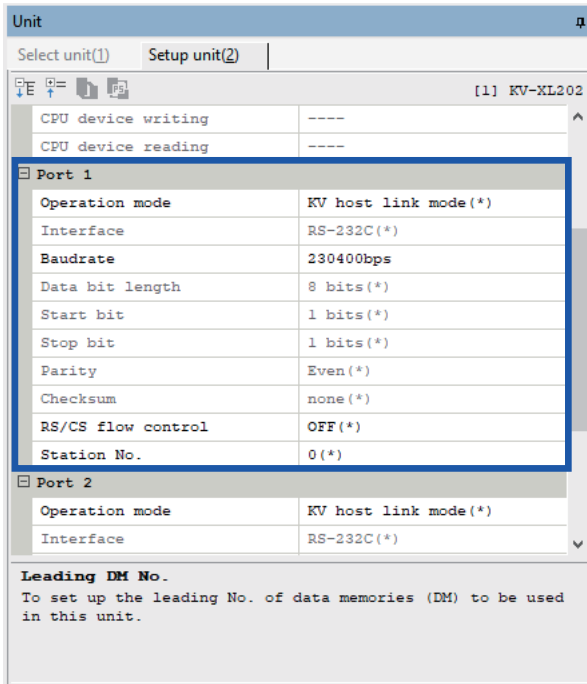 Unit
Select unit(1) Setup unit(2)
[1] KV-XL202
CPU device writing ----
CPU device reading ----
Port 1
Operation mode KV host link mode(*)
Interface RS-232C(*)
Baudrate 230400bps
Data bit length 8 bits(*)
Start bit 1 bits(*)
Stop bit 1 bits(*)
Parity Even(*)
Checksum none(*)
RS/CS flow control OFF(*)
Station No. 0(*)
Port 2
Operation mode KV host link mode(*)
Interface RS-232C(*)
Leading DM No.
To set up the leading No. of data memories (DM) to be used
in this unit.